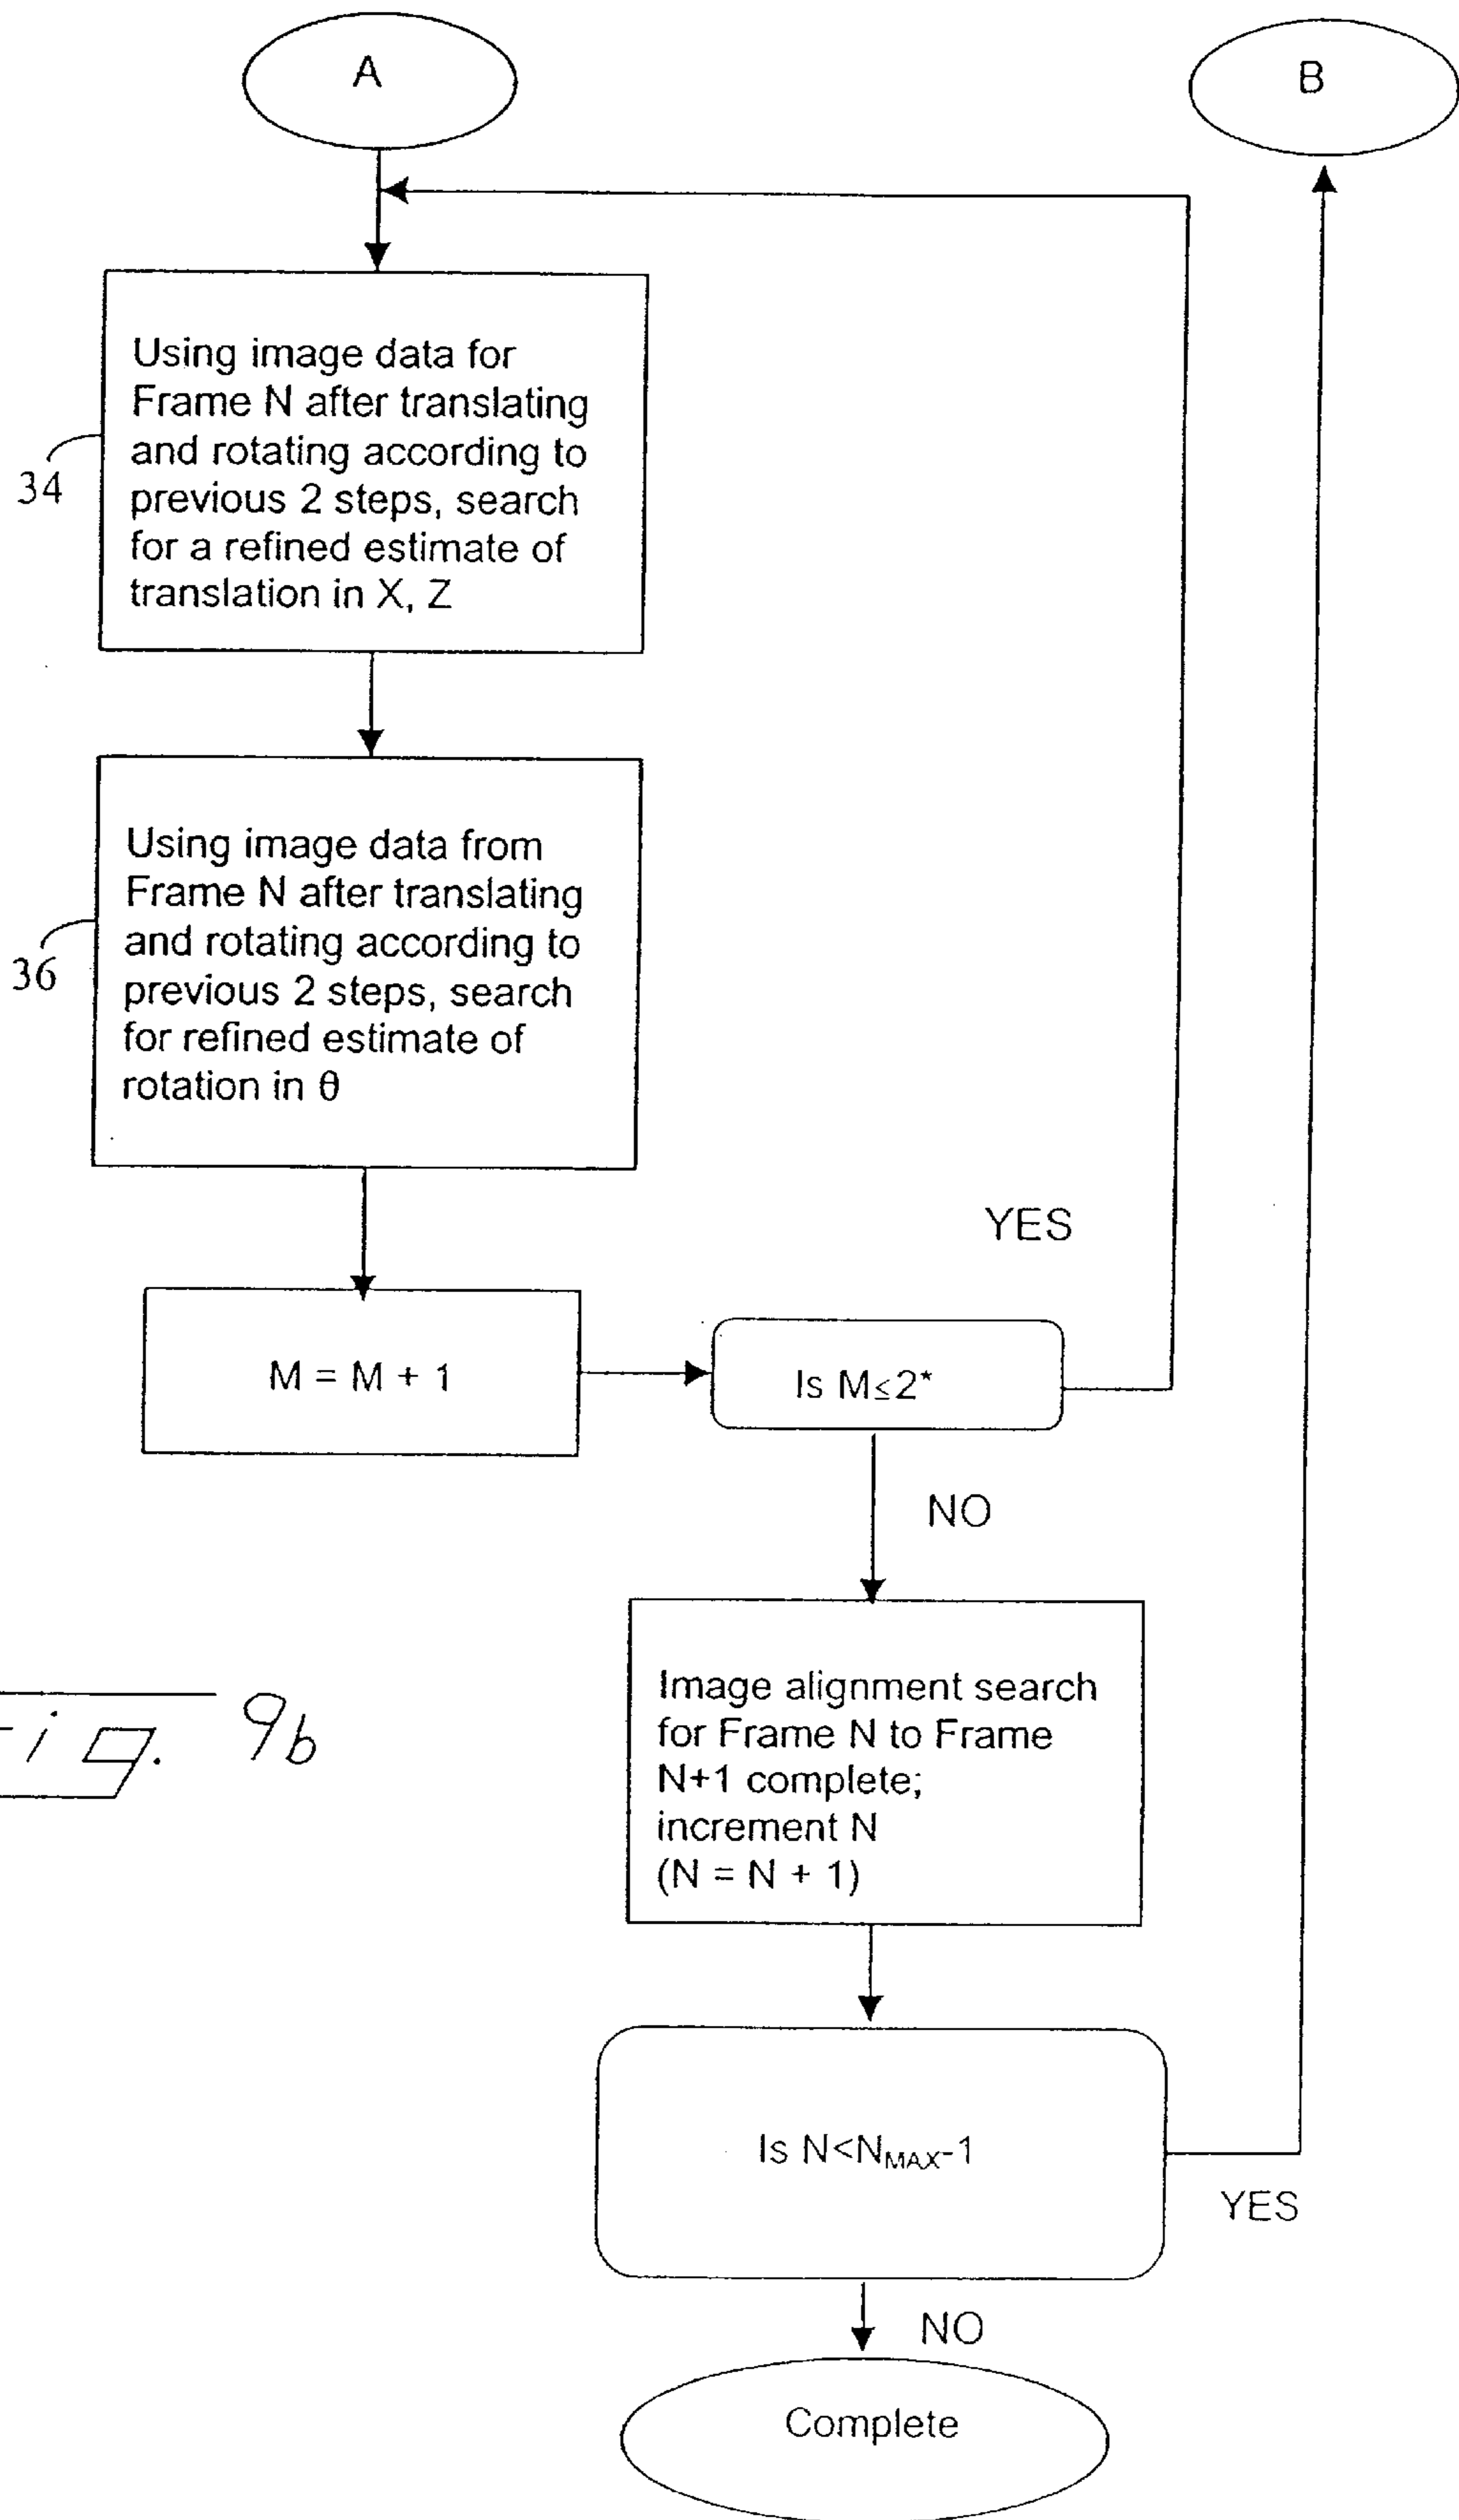 A
B
Using image data for
Frame N after translating
and rotating according to
previous 2 steps, search
for a refined estimate of
translation in X, Z
34
Using image data from
Frame N after translating
and rotating according to
previous 2 steps, search
for refined estimate of
rotation in θ
36
YES
M = M + 1
Is M≤2*
NO
Image alignment search
for Frame N to Frame
N+1 complete;
increment N
(N = N + 1)
Fig. 9b
Is N<N_MAX-1
YES
NO
Complete